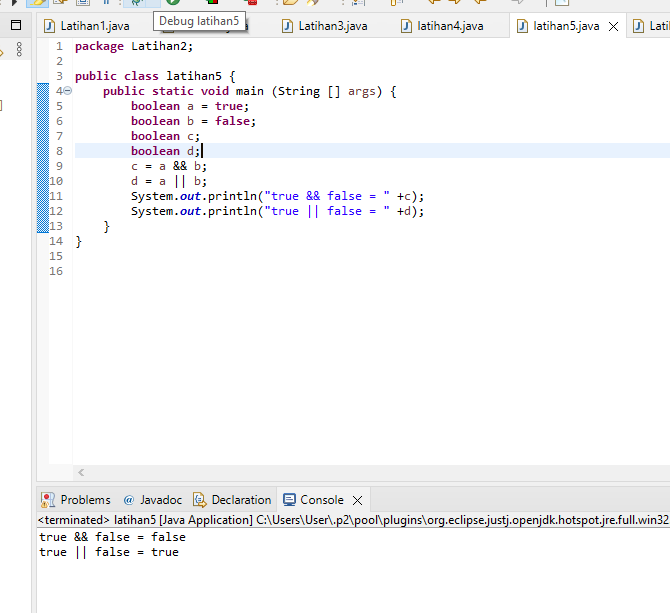 Debug latihan5
Latihan1.java
Latihan3.java
latihan4.java
latihan5.java
Lati
1 package Latihan2;
2
3 public class latihan5 {
4 public static void main (String [] args) {
5 boolean a = true;
6 boolean b = false;
7 boolean c;
8 boolean d;
9 c = a && b;
10 d = a || b;
11 System.out.println("true && false = " +c);
12 System.out.println("true || false = " +d);
13 }
14 }
15
16
Problems @ Javadoc Declaration Console
<terminated> latihan5 [Java Application] C:\Users\User\.p2\pool\plugins\org.eclipse.justj.openjdk.hotspot.jre.full.win32
true && false = false
true || false = true